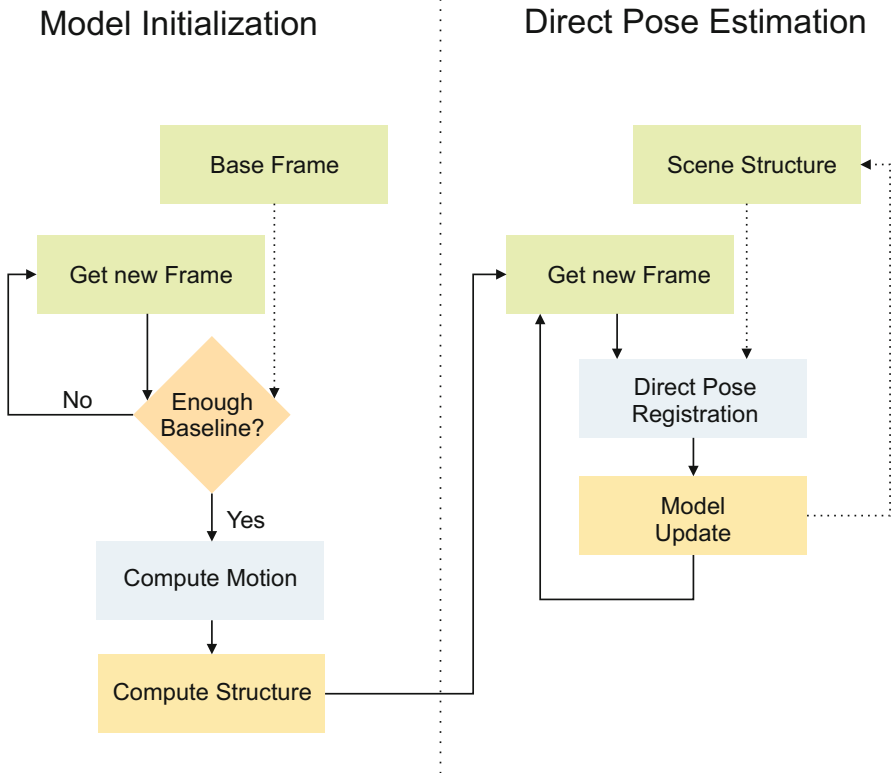 Model Initialization
Base Frame
Get new Frame
Enough
Baseline?
No
Yes
Compute Motion
Compute Structure
Direct Pose Estimation
Scene Structure
Get new Frame
Direct Pose
Registration
Model
Update